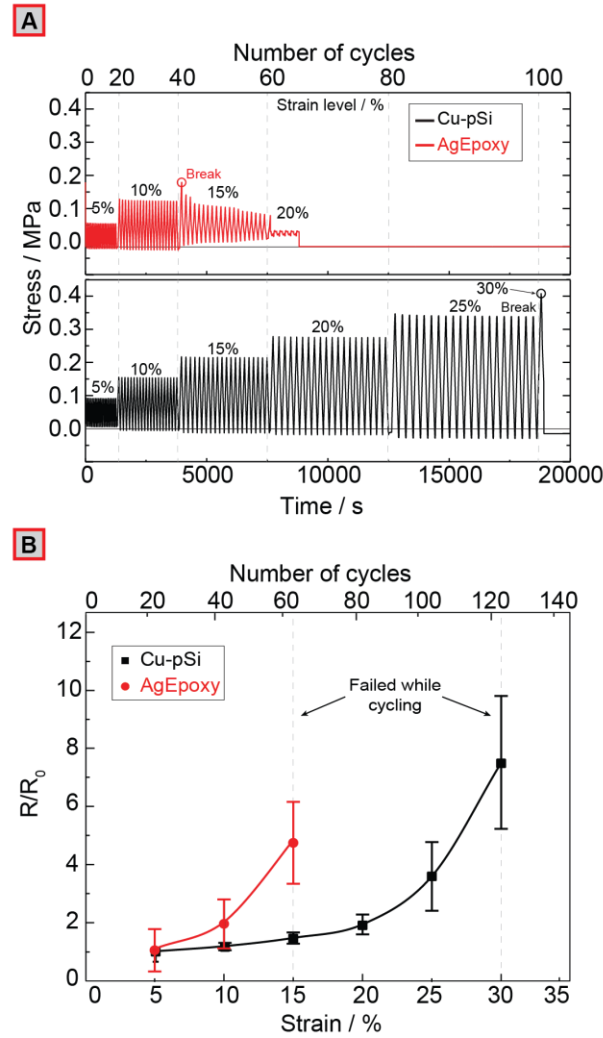 A
Number of cycles
0 20 40 60 80 100
Strain level / %
Cu-pSi
AgEpoxy
0.4
0.3
0.2
0.1
0.0
5%
10%
Break
15%
20%
Stress / MPa
0.4
0.3
0.2
0.1
0.0
5%
10%
15%
20%
25%
30%
Break
0 5000 10000 15000 20000
Time / s
B
Number of cycles
0 20 40 60 80 100 120 140
12
10
8
6
4
2
0
R/R0
Cu-pSi
AgEpoxy
Failed while
cycling
0 5 10 15 20 25 30 35
Strain / %